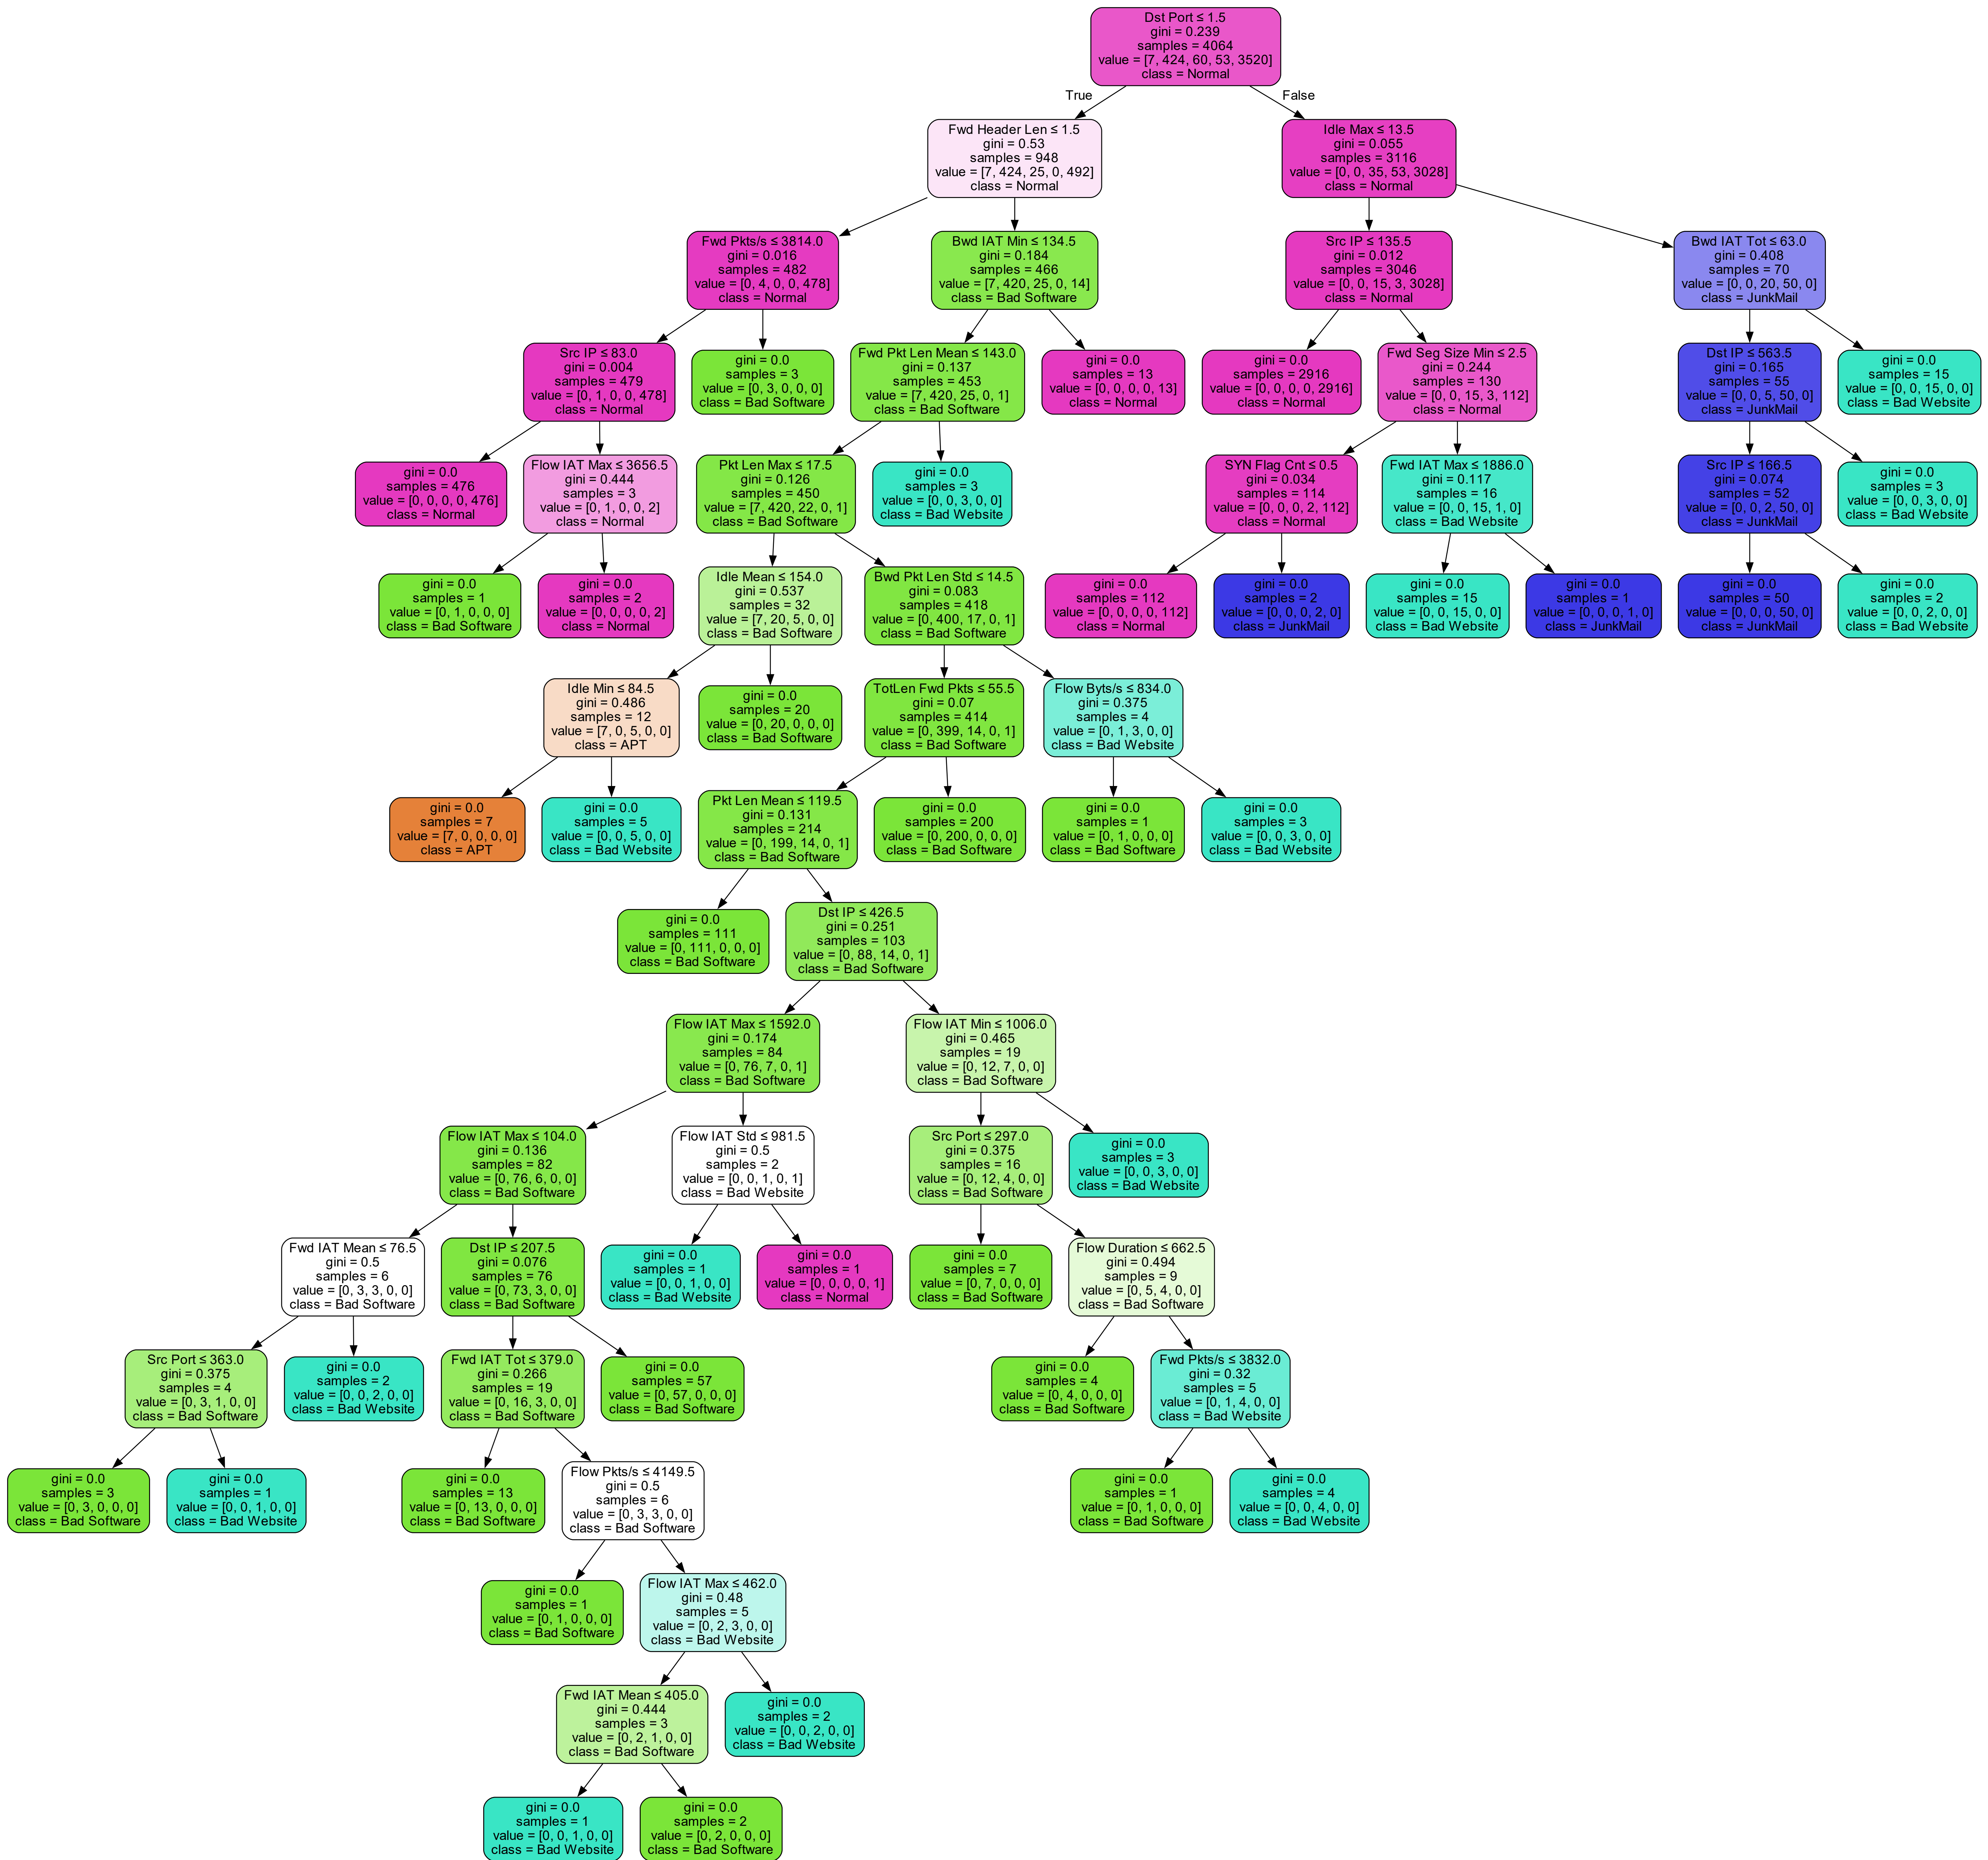 Dst Port ≤ 1.5
gini = 0.239
samples = 4064
value = [7, 424, 60, 53, 3520]
class = Normal
True
False
Fwd Header Len ≤ 1.5
gini = 0.53
samples = 948
value = [7, 424, 25, 0, 492]
class = Normal
Idle Max ≤ 13.5
gini = 0.055
samples = 3116
value = [0, 0, 35, 53, 3028]
class = Normal
Fwd Pkts/s ≤ 3814.0
gini = 0.016
samples = 482
value = [0, 4, 0, 0, 478]
class = Normal
Bwd IAT Min ≤ 134.5
gini = 0.184
samples = 466
value = [7, 420, 25, 0, 14]
class = Bad Software
Src IP ≤ 135.5
gini = 0.012
samples = 3046
value = [0, 0, 15, 3, 3028]
class = Normal
Bwd IAT Tot ≤ 63.0
gini = 0.408
samples = 70
value = [0, 0, 20, 50, 0]
class = JunkMail
Src IP ≤ 83.0
gini = 0.004
samples = 479
value = [0, 1, 0, 0, 478]
class = Normal
gini = 0.0
samples = 3
value = [0, 3, 0, 0, 0]
class = Bad Software
Fwd Pkt Len Mean ≤ 143.0
gini = 0.137
samples = 453
value = [7, 420, 25, 0, 1]
class = Bad Software
gini = 0.0
samples = 13
value = [0, 0, 0, 0, 13]
class = Normal
gini = 0.0
samples = 2916
value = [0, 0, 0, 0, 2916]
class = Normal
Fwd Seg Size Min ≤ 2.5
gini = 0.244
samples = 130
value = [0, 0, 15, 3, 112]
class = Normal
Dst IP ≤ 563.5
gini = 0.165
samples = 55
value = [0, 0, 5, 50, 0]
class = JunkMail
gini = 0.0
samples = 15
value = [0, 0, 15, 0, 0]
class = Bad Website
gini = 0.0
samples = 476
value = [0, 0, 0, 0, 476]
class = Normal
Flow IAT Max ≤ 3656.5
gini = 0.444
samples = 3
value = [0, 1, 0, 0, 2]
class = Normal
Pkt Len Max ≤ 17.5
gini = 0.126
samples = 450
value = [7, 420, 22, 0, 1]
class = Bad Software
gini = 0.0
samples = 3
value = [0, 0, 3, 0, 0]
class = Bad Website
SYN Flag Cnt ≤ 0.5
gini = 0.034
samples = 114
value = [0, 0, 0, 2, 112]
class = Normal
Fwd IAT Max ≤ 1886.0
gini = 0.117
samples = 16
value = [0, 0, 15, 1, 0]
class = Bad Website
Src IP ≤ 166.5
gini = 0.074
samples = 52
value = [0, 0, 2, 50, 0]
class = JunkMail
gini = 0.0
samples = 3
value = [0, 0, 3, 0, 0]
class = Bad Website
gini = 0.0
samples = 1
value = [0, 1, 0, 0, 0]
class = Bad Software
gini = 0.0
samples = 2
value = [0, 0, 0, 0, 2]
class = Normal
Idle Mean ≤ 154.0
gini = 0.537
samples = 32
value = [7, 20, 5, 0, 0]
class = Bad Software
Bwd Pkt Len Std ≤ 14.5
gini = 0.083
samples = 418
value = [0, 400, 17, 0, 1]
class = Bad Software
gini = 0.0
samples = 112
value = [0, 0, 0, 0, 112]
class = Normal
gini = 0.0
samples = 2
value = [0, 0, 0, 2, 0]
class = JunkMail
gini = 0.0
samples = 15
value = [0, 0, 15, 0, 0]
class = Bad Website
gini = 0.0
samples = 1
value = [0, 0, 0, 1, 0]
class = JunkMail
gini = 0.0
samples = 50
value = [0, 0, 0, 50, 0]
class = JunkMail
gini = 0.0
samples = 2
value = [0, 0, 2, 0, 0]
class = Bad Website
Idle Min ≤ 84.5
gini = 0.486
samples = 12
value = [7, 0, 5, 0, 0]
class = APT
gini = 0.0
samples = 20
value = [0, 20, 0, 0, 0]
class = Bad Software
TotLen Fwd Pkts ≤ 55.5
gini = 0.07
samples = 414
value = [0, 399, 14, 0, 1]
class = Bad Software
Flow Byts/s ≤ 834.0
gini = 0.375
samples = 4
value = [0, 1, 3, 0, 0]
class = Bad Website
gini = 0.0
samples = 7
value = [7, 0, 0, 0, 0]
class = APT
gini = 0.0
samples = 5
value = [0, 0, 5, 0, 0]
class = Bad Website
Pkt Len Mean ≤ 119.5
gini = 0.131
samples = 214
value = [0, 199, 14, 0, 1]
class = Bad Software
gini = 0.0
samples = 200
value = [0, 200, 0, 0, 0]
class = Bad Software
gini = 0.0
samples = 1
value = [0, 1, 0, 0, 0]
class = Bad Software
gini = 0.0
samples = 3
value = [0, 0, 3, 0, 0]
class = Bad Website
gini = 0.0
samples = 111
value = [0, 111, 0, 0, 0]
class = Bad Software
Dst IP ≤ 426.5
gini = 0.251
samples = 103
value = [0, 88, 14, 0, 1]
class = Bad Software
Flow IAT Max ≤ 1592.0
gini = 0.174
samples = 84
value = [0, 76, 7, 0, 1]
class = Bad Software
Flow IAT Min ≤ 1006.0
gini = 0.465
samples = 19
value = [0, 12, 7, 0, 0]
class = Bad Software
Flow IAT Max ≤ 104.0
gini = 0.136
samples = 82
value = [0, 76, 6, 0, 0]
class = Bad Software
Flow IAT Std ≤ 981.5
gini = 0.5
samples = 2
value = [0, 0, 1, 0, 1]
class = Bad Website
Src Port ≤ 297.0
gini = 0.375
samples = 16
value = [0, 12, 4, 0, 0]
class = Bad Software
gini = 0.0
samples = 3
value = [0, 0, 3, 0, 0]
class = Bad Website
Fwd IAT Mean ≤ 76.5
gini = 0.5
samples = 6
value = [0, 3, 3, 0, 0]
class = Bad Software
Dst IP ≤ 207.5
gini = 0.076
samples = 76
value = [0, 73, 3, 0, 0]
class = Bad Software
gini = 0.0
samples = 1
value = [0, 0, 1, 0, 0]
class = Bad Website
gini = 0.0
samples = 1
value = [0, 0, 0, 0, 1]
class = Normal
gini = 0.0
samples = 7
value = [0, 7, 0, 0, 0]
class = Bad Software
Flow Duration ≤ 662.5
gini = 0.494
samples = 9
value = [0, 5, 4, 0, 0]
class = Bad Software
Src Port ≤ 363.0
gini = 0.375
samples = 4
value = [0, 3, 1, 0, 0]
class = Bad Software
gini = 0.0
samples = 2
value = [0, 0, 2, 0, 0]
class = Bad Website
Fwd IAT Tot ≤ 379.0
gini = 0.266
samples = 19
value = [0, 16, 3, 0, 0]
class = Bad Software
gini = 0.0
samples = 57
value = [0, 57, 0, 0, 0]
class = Bad Software
gini = 0.0
samples = 4
value = [0, 4, 0, 0, 0]
class = Bad Software
Fwd Pkts/s ≤ 3832.0
gini = 0.32
samples = 5
value = [0, 1, 4, 0, 0]
class = Bad Website
gini = 0.0
samples = 3
value = [0, 3, 0, 0, 0]
class = Bad Software
gini = 0.0
samples = 1
value = [0, 0, 1, 0, 0]
class = Bad Website
gini = 0.0
samples = 13
value = [0, 13, 0, 0, 0]
class = Bad Software
Flow Pkts/s ≤ 4149.5
gini = 0.5
samples = 6
value = [0, 3, 3, 0, 0]
class = Bad Software
gini = 0.0
samples = 1
value = [0, 1, 0, 0, 0]
class = Bad Software
gini = 0.0
samples = 4
value = [0, 0, 4, 0, 0]
class = Bad Website
gini = 0.0
samples = 1
value = [0, 1, 0, 0, 0]
class = Bad Software
Flow IAT Max ≤ 462.0
gini = 0.48
samples = 5
value = [0, 2, 3, 0, 0]
class = Bad Website
Fwd IAT Mean ≤ 405.0
gini = 0.444
samples = 3
value = [0, 2, 1, 0, 0]
class = Bad Software
gini = 0.0
samples = 2
value = [0, 0, 2, 0, 0]
class = Bad Website
gini = 0.0
samples = 1
value = [0, 0, 1, 0, 0]
class = Bad Website
gini = 0.0
samples = 2
value = [0, 2, 0, 0, 0]
class = Bad Software